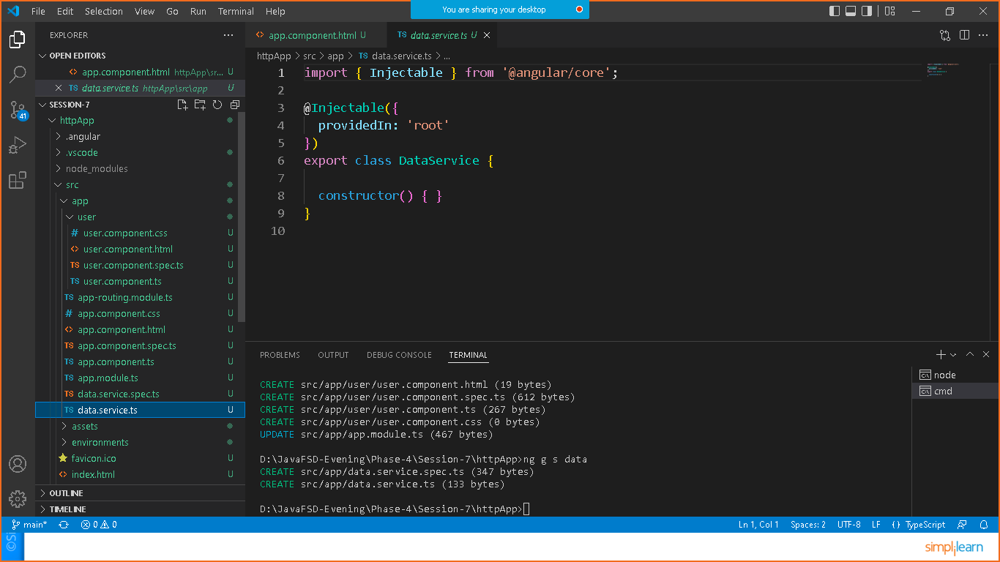 File Edit Selection View Go Run Terminal Help
You are sharing your desktop
EXPLORER
OPEN EDITORS
app.component.html httpApp\sr... U
data.service.ts httpApp\src\app U
SESSION-7
httpApp
.angular
.vscode
node_modules
src
app
user
# user.component.css U
<> user.component.html U
TS user.component.spec.ts U
TS user.component.ts U
TS app-routing.module.ts U
# app.component.css U
<> app.component.html U
TS app.component.spec.ts U
TS app.component.ts U
TS app.module.ts U
TS data.service.spec.ts U
TS data.service.ts U
assets
environments
favicon.ico U
<> index.html U
OUTLINE
TIMELINE
41
<> app.component.html U
TS data.service.ts U
httpApp > src > app > TS data.service.ts > ...
1 import { Injectable } from '@angular/core';
2
3 @Injectable({
4 providedIn: 'root'
5 })
6 export class DataService {
7
8 constructor() { }
9 }
10
PROBLEMS OUTPUT DEBUG CONSOLE TERMINAL
CREATE src/app/user/user.component.html (19 bytes)
CREATE src/app/user/user.component.spec.ts (612 bytes)
CREATE src/app/user/user.component.ts (267 bytes)
CREATE src/app/user/user.component.css (0 bytes)
UPDATE src/app/app.module.ts (467 bytes)
D:\JavaFSD-Evening\Phase-4\Session-7\httpApp>ng g s data
CREATE src/app/data.service.spec.ts (347 bytes)
CREATE src/app/data.service.ts (133 bytes)
D:\JavaFSD-Evening\Phase-4\Session-7\httpApp>
node
cmd
main* 0 0
Ln 1, Col 1 Spaces: 2 UTF-8 LF {} TypeScript
©Si
simplilearn